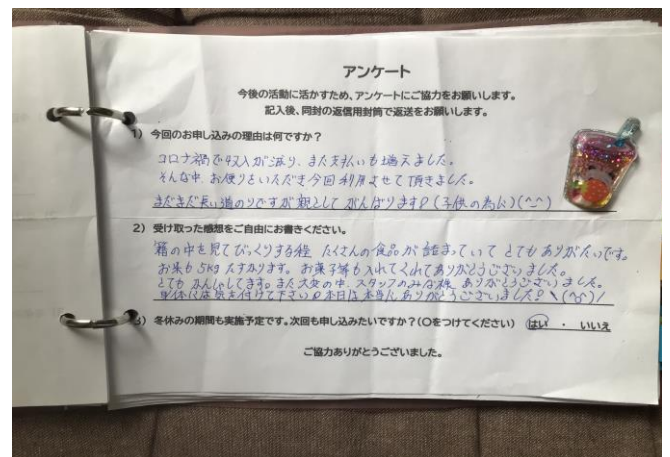 アンケート
今後の活動に活かすため、アンケートにご協力をお願いします。
記入後、同封の返信用封筒で返送をお願いします。
1) 今回のお申し込みの理由は何ですか?
コロナ禍で収入が減り、また支払いも増えました。
そんな中、お便りをいただき今回利用させて頂きました。
まだまだ長い道のりですが親としてがんばります!(子供の為に)(^-^)
2) 受け取った感想をご自由にお書きください。
箱の中を見てびっくりする程 たくさんの食品が詰まっていて とてもありがたいです。
お米も5kg たすかります。お菓子等も入れてくれてありがとうございました。
とても かんしゃしてます。また大変の中、スタッフのみな様 ありがとうございました。
お体には気を付けて下さい!本日は本当にありがとうございました!\(^o^)/
3) 冬休みの期間も実施予定です。次回も申し込みたいですか?(〇をつけてください) はい ・ いいえ
ご協力ありがとうございました。